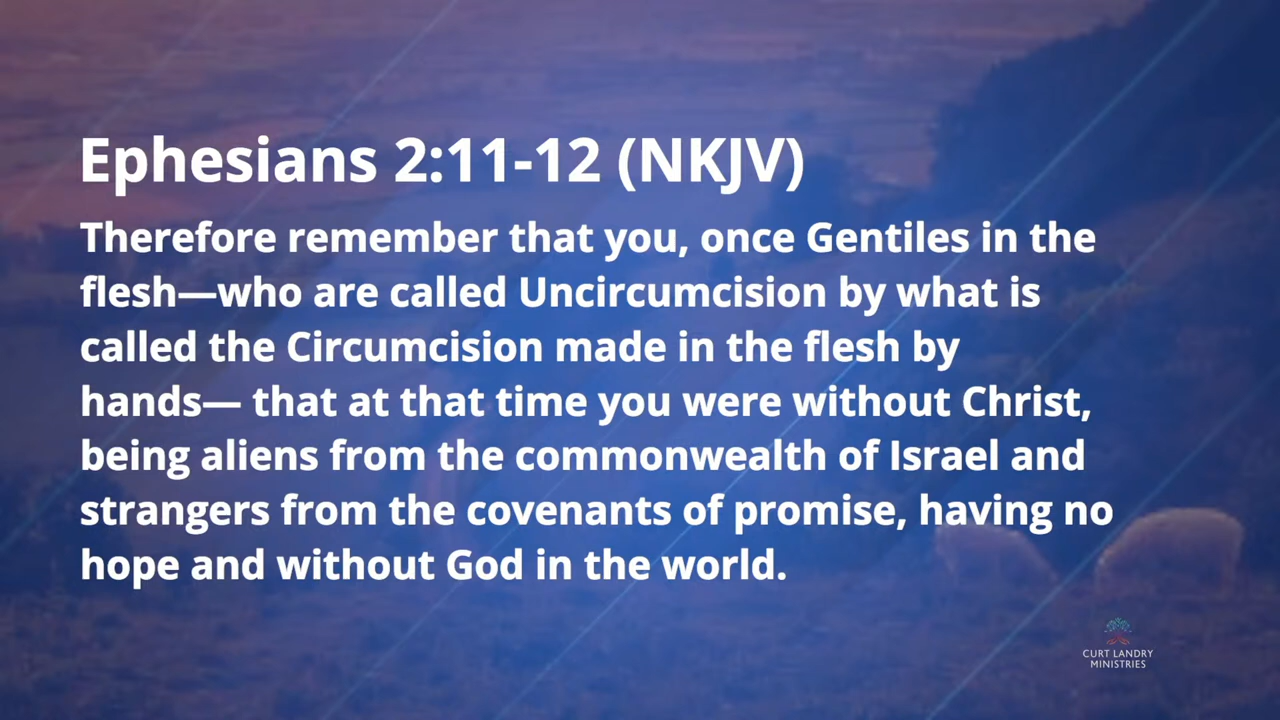 Ephesians 2:11-12 (NKJV)
Therefore remember that you, once Gentiles in the
flesh—who are called Uncircumcision by what is
called the Circumcision made in the flesh by
hands— that at that time you were without Christ,
being aliens from the commonwealth of Israel and
strangers from the covenants of promise, having no
hope and without God in the world.
CURT LANDRY
MINISTRIES